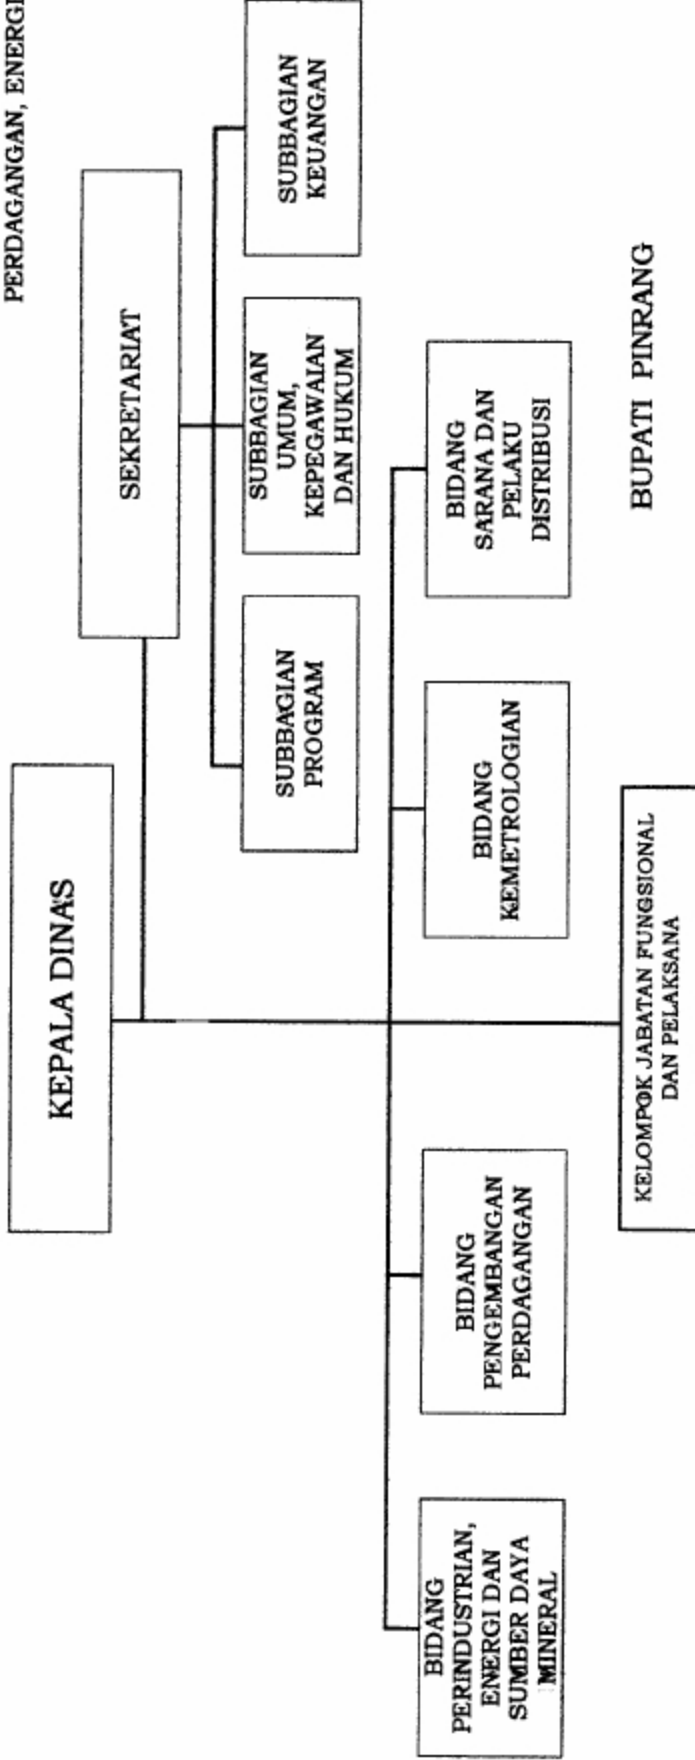 PERDAGANGAN, ENERGI
KEPALA DINAS
SEKRETARIAT
SUBBAGIAN
PROGRAM
SUBBAGIAN
UMUM,
KEPEGAWAIAN
DAN HUKUM
SUBBAGIAN
KEUANGAN
BIDANG
PERINDUSTRIAN,
ENERGI DAN
SUMBER DAYA
MINERAL
BIDANG
PENGEMBANGAN
PERDAGANGAN
BIDANG
KEMETROLOGIAN
BIDANG
SARANA DAN
PELAKU
DISTRIBUSI
KELOMPOK JABATAN FUNGSIONAL
DAN PELAKSANA
BUPATI PINRANG